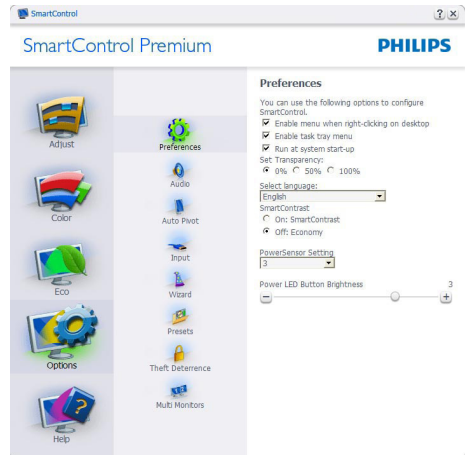 SmartControl
? ×
SmartControl Premium
PHILIPS
Adjust
Color
Eco
Options
Help
Preferences
Audio
Auto Pivot
Input
Wizard
Presets
Theft Deterrence
Multi Monitors
Preferences
You can use the following options to configure
SmartControl.
Enable menu when right-clicking on desktop
Enable task tray menu
Run at system start-up
Set Transparency:
0% 50% 100%
Select language:
English
SmartContrast
On: SmartContrast
Off: Economy
PowerSensor Setting
3
Power LED Button Brightness 3
− +